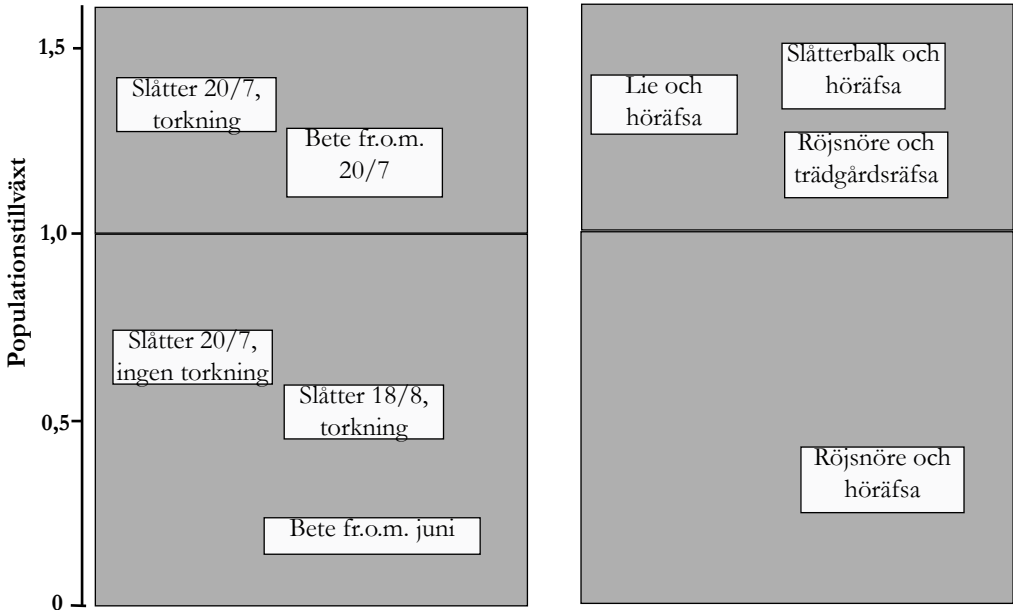 Populationstillväxt
1,5
1,0
0,5
0
Slåtter 20/7,
torkning
Bete fr.o.m.
20/7
Slåtter 20/7,
ingen torkning
Slåtter 18/8,
torkning
Bete fr.o.m. juni
Lie och
höräfsa
Slåtterbalk och
höräfsa
Röjsnöre och
trädgårdsräfsa
Röjsnöre och
höräfsa